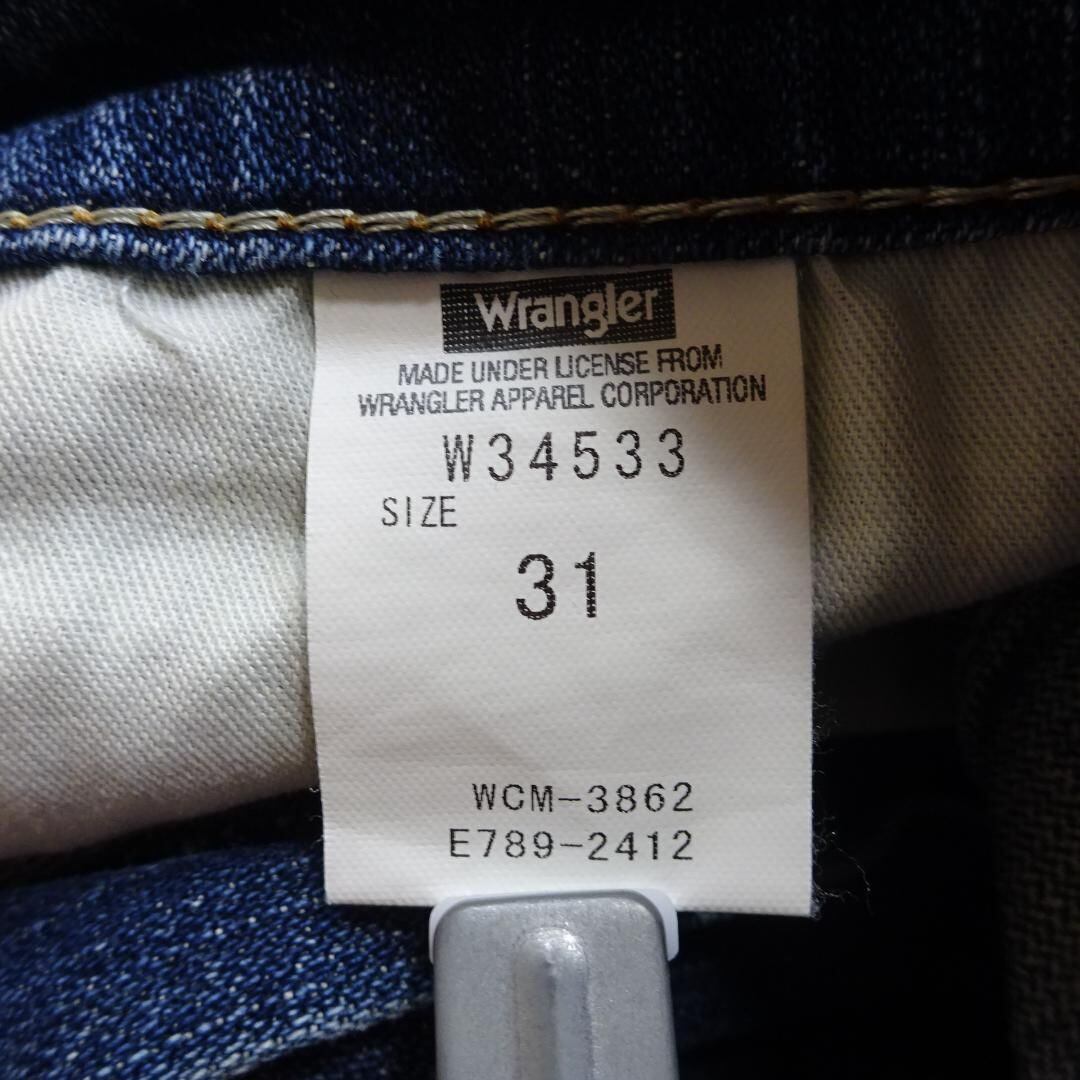 Wrangler
MADE UNDER LICENSE FROM
WRANGLER APPAREL CORPORATION
W34533
SIZE
31
WCM-3862
E789-2412